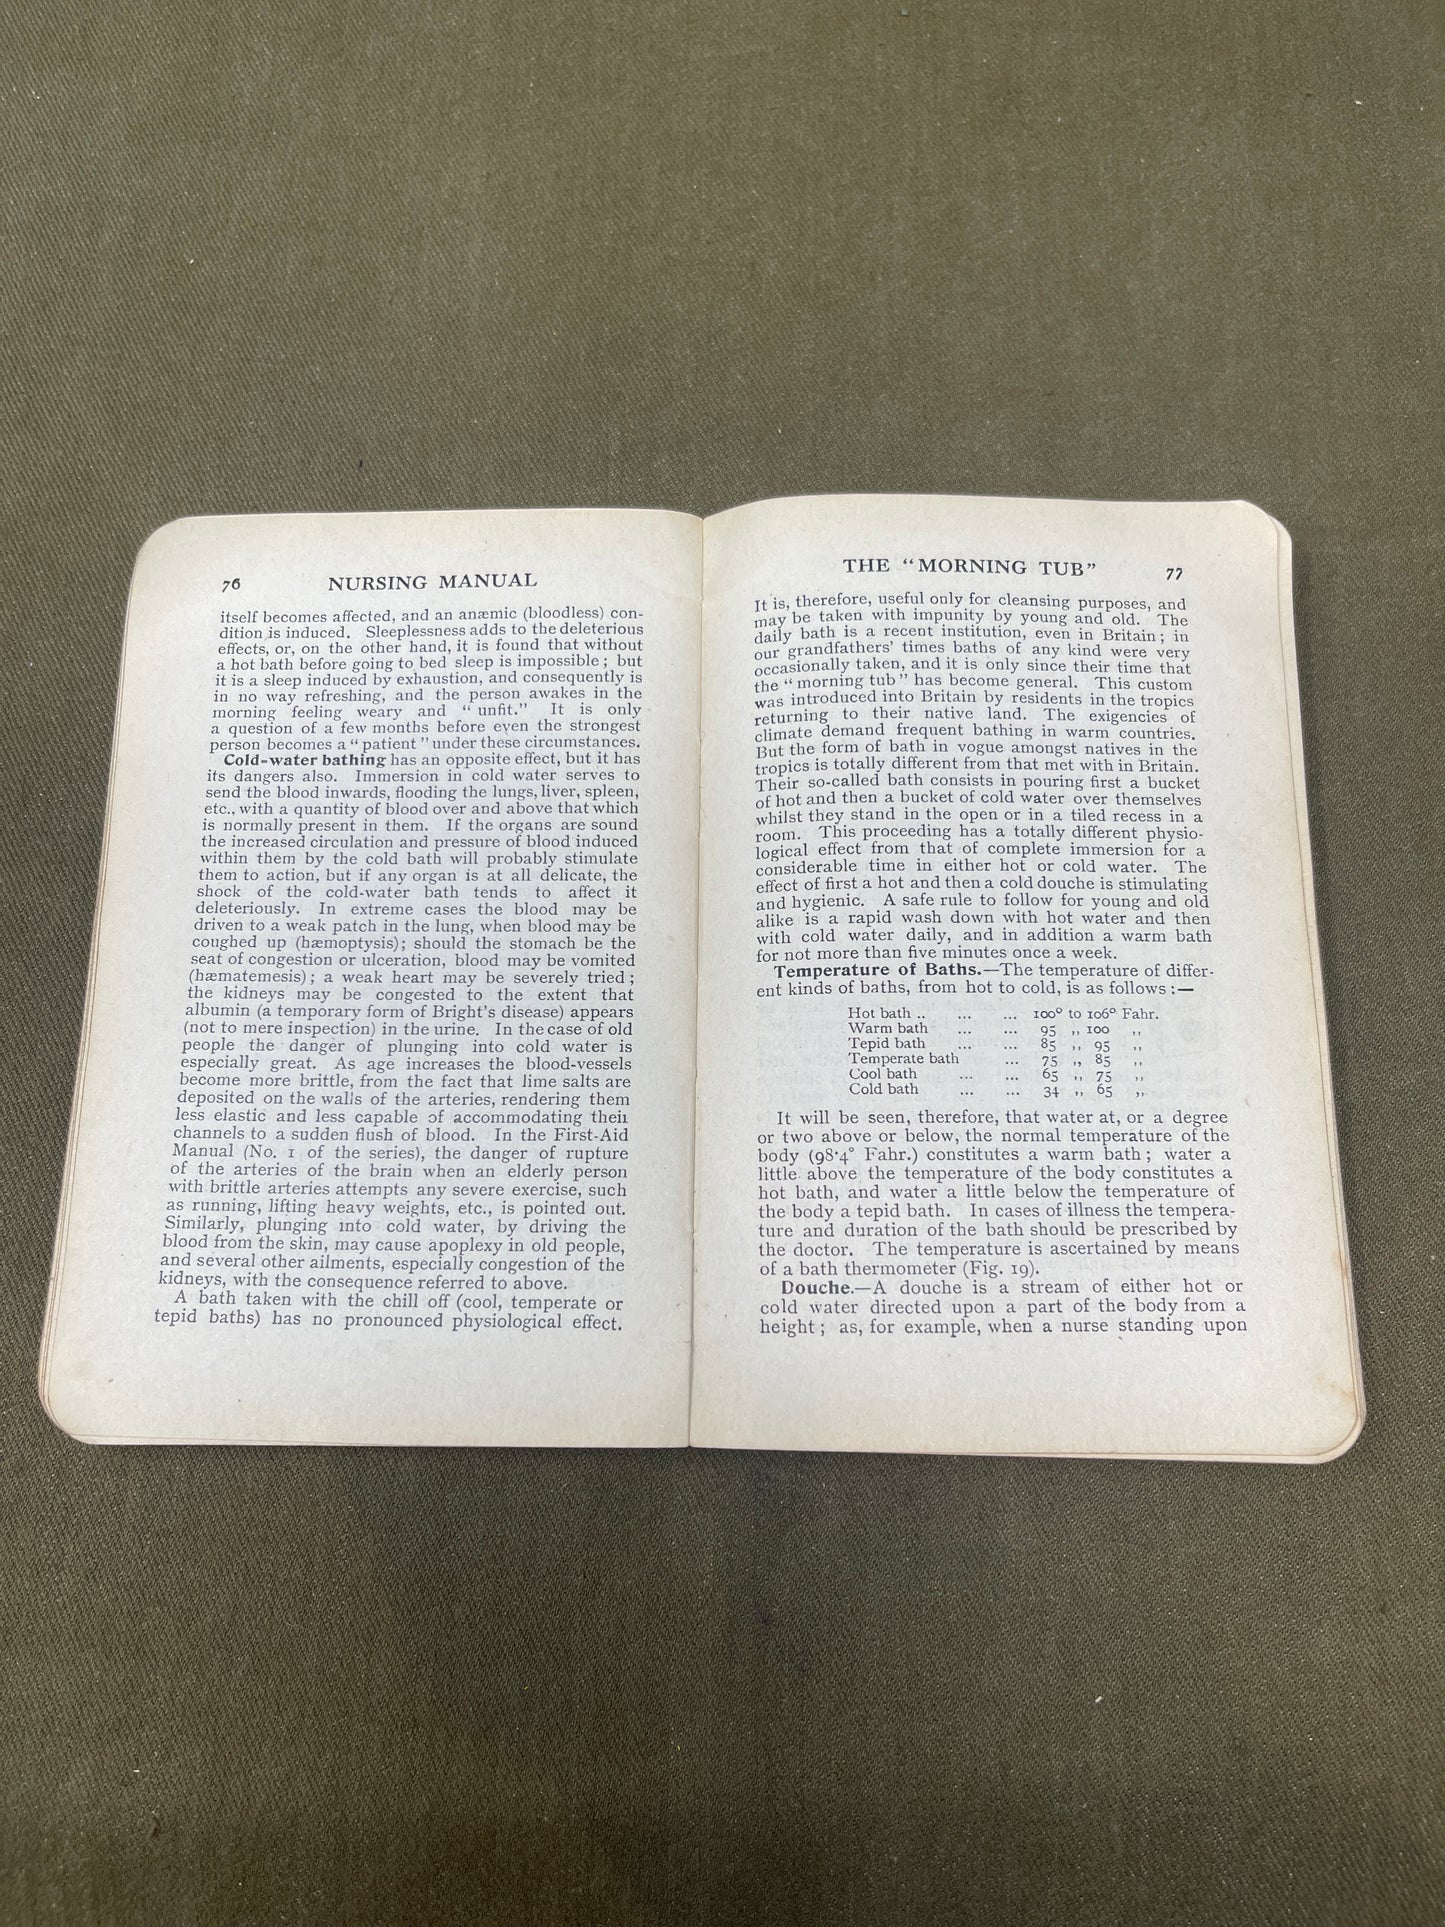 76 NURSING MANUAL
itself becomes affected, and an anæmic (bloodless) con-
dition is induced. Sleeplessness adds to the deleterious
effects, or, on the other hand, it is found that without
a hot bath before going to bed sleep is impossible; but
it is a sleep induced by exhaustion, and consequently is
in no way refreshing, and the person awakes in the
morning feeling weary and "unfit." It is only
a question of a few months before even the strongest
person becomes a "patient" under these circumstances.
Cold-water bathing has an opposite effect, but it has
its dangers also. Immersion in cold water serves to
send the blood inwards, flooding the lungs, liver, spleen,
etc., with a quantity of blood over and above that which
is normally present in them. If the organs are sound
the increased circulation and pressure of blood induced
within them by the cold bath will probably stimulate
them to action, but if any organ is at all delicate, the
shock of the cold-water bath tends to affect it
deleteriously. In extreme cases the blood may be
driven to a weak patch in the lung, when blood may be
coughed up (hæmoptysis); should the stomach be the
seat of congestion or ulceration, blood may be vomited
(hæmatemesis); a weak heart may be severely tried;
the kidneys may be congested to the extent that
albumin (a temporary form of Bright's disease) appears
(not to mere inspection) in the urine. In the case of old
people the danger of plunging into cold water is
especially great. As age increases the blood-vessels
become more brittle, from the fact that lime salts are
deposited on the walls of the arteries, rendering them
less elastic and less capable of accommodating their
channels to a sudden flush of blood. In the First-Aid
Manual (No. 1 of the series), the danger of rupture
of the arteries of the brain when an elderly person
with brittle arteries attempts any severe exercise, such
as running, lifting heavy weights, etc., is pointed out.
Similarly, plunging into cold water, by driving the
blood from the skin, may cause apoplexy in old people,
and several other ailments, especially congestion of the
kidneys, with the consequence referred to above.
A bath taken with the chill off (cool, temperate or
tepid baths) has no pronounced physiological effect.
THE "MORNING TUB" 77
It is, therefore, useful only for cleansing purposes, and
may be taken with impunity by young and old. The
daily bath is a recent institution, even in Britain; in
our grandfathers' times baths of any kind were very
occasionally taken, and it is only since their time that
the "morning tub" has become general. This custom
was introduced into Britain by residents in the tropics
returning to their native land. The exigencies of
climate demand frequent bathing in warm countries.
But the form of bath in vogue amongst natives in the
tropics is totally different from that met with in Britain.
Their so-called bath consists in pouring first a bucket
of hot and then a bucket of cold water over themselves
whilst they stand in the open or in a tiled recess in a
room. This proceeding has a totally different physio-
logical effect from that of complete immersion for a
considerable time in either hot or cold water. The
effect of first a hot and then a cold douche is stimulating
and hygienic. A safe rule to follow for young and old
alike is a rapid wash down with hot water and then
with cold water daily, and in addition a warm bath
for not more than five minutes once a week.
Temperature of Baths.—The temperature of differ-
ent kinds of baths, from hot to cold, is as follows:—
Hot bath .. ... ... 100° to 106° Fahr.
Warm bath ... ... 95 ,, 100 ,,
Tepid bath ... ... 85 ,, 95 ,,
Temperate bath ... 75 ,, 85 ,,
Cool bath ... ... 65 ,, 75 ,,
Cold bath ... ... 34 ,, 65 ,,
It will be seen, therefore, that water at, or a degree
or two above or below, the normal temperature of the
body (98·4° Fahr.) constitutes a warm bath; water a
little above the temperature of the body constitutes a
hot bath, and water a little below the temperature of
the body a tepid bath. In cases of illness the tempera-
ture and duration of the bath should be prescribed by
the doctor. The temperature is ascertained by means
of a bath thermometer (Fig. 19).
Douche.—A douche is a stream of either hot or
cold water directed upon a part of the body from a
height; as, for example, when a nurse standing upon